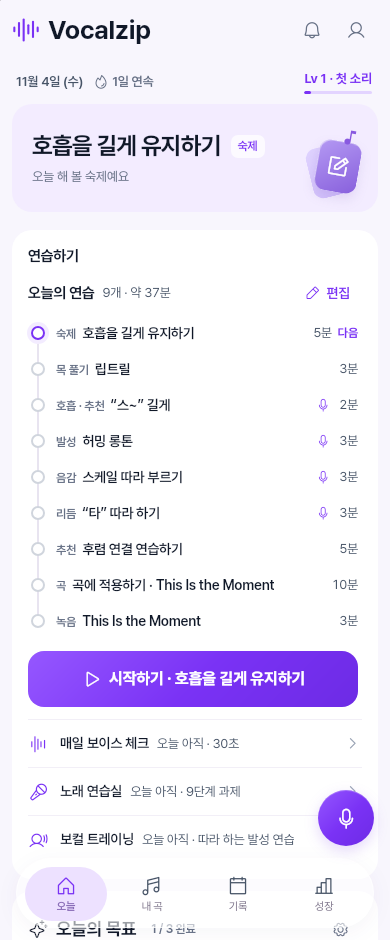 Vocalzip
11월 4일 (수) 1일 연속 Lv 1 · 첫 소리
호흡을 길게 유지하기 숙제
오늘 해 볼 숙제예요
연습하기
오늘의 연습 9개 · 약 37분 편집
숙제 호흡을 길게 유지하기 5분 다음
목 풀기 립트릴 3분
호흡 · 추천 “스~” 길게 2분
발성 허밍 롱톤 3분
음감 스케일 따라 부르기 3분
리듬 “타” 따라 하기 3분
추천 후렴 연결 연습하기 5분
곡 곡에 적용하기 · This Is the Moment 10분
녹음 This Is the Moment 3분
시작하기 · 호흡을 길게 유지하기
매일 보이스 체크 오늘 아직 · 30초
노래 연습실 오늘 아직 · 9단계 과제
보컬 트레이닝 오늘 아직 · 따라 하는 발성 연습
오늘 내 곡 기록 성장
오늘의 목표 1 / 3 완료